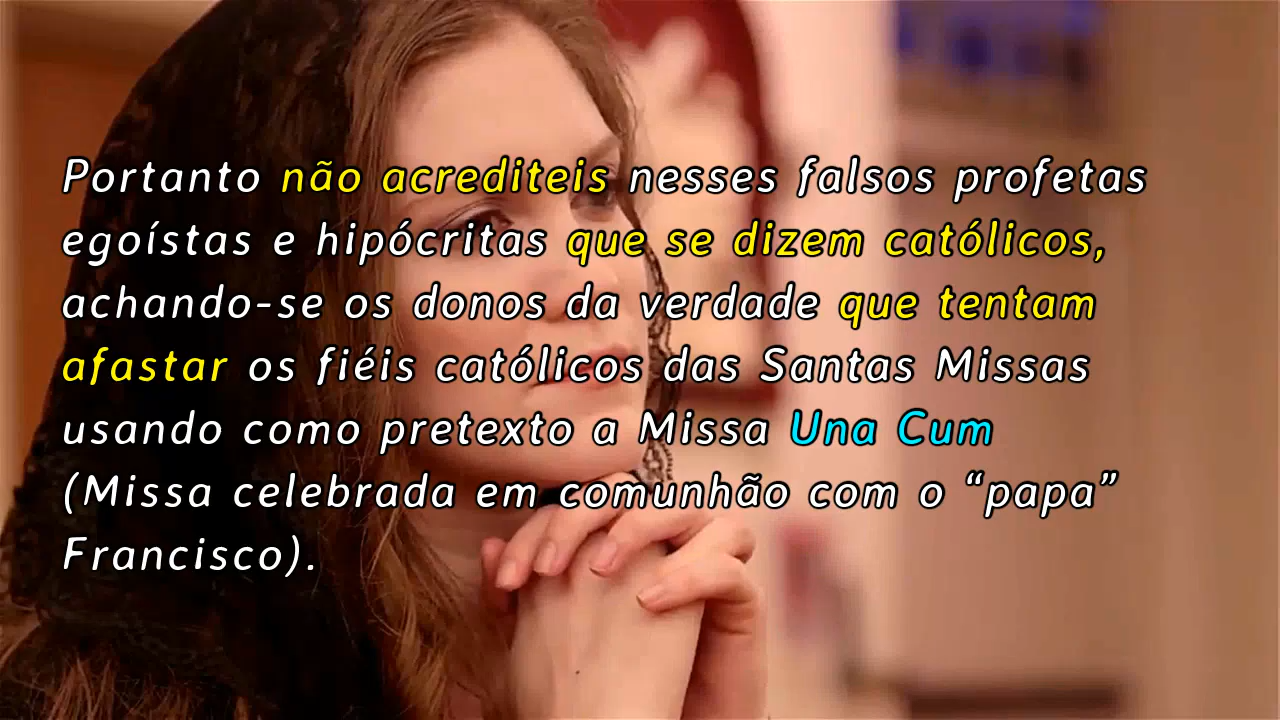 Portanto não acrediteis nesses falsos profetas
egoístas e hipócritas que se dizem católicos,
achando-se os donos da verdade que tentam
afastar os fiéis católicos das Santas Missas
usando como pretexto a Missa Una Cum
(Missa celebrada em comunhão com o “papa”
Francisco).